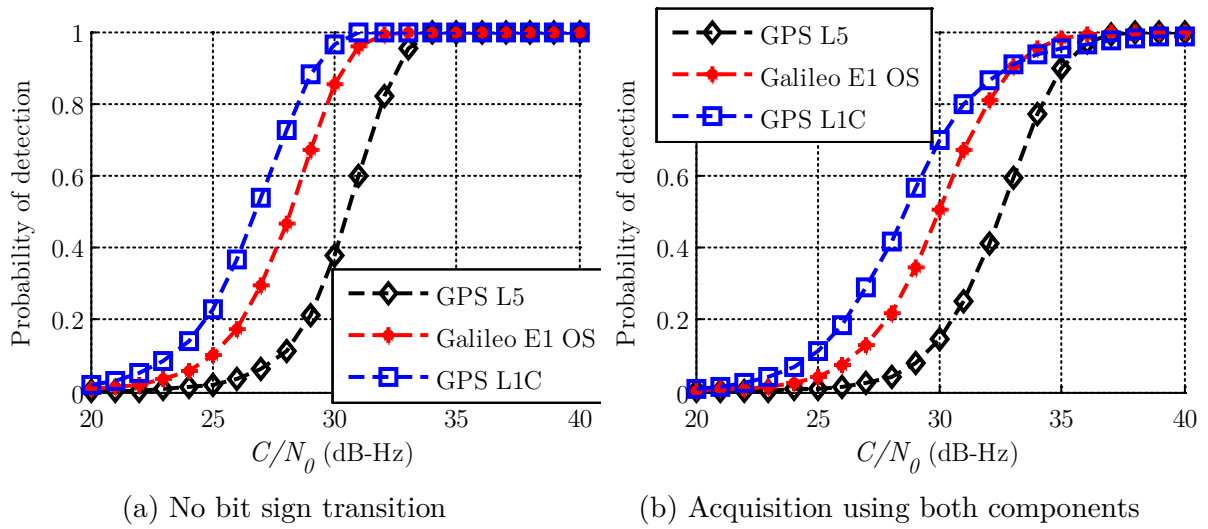 Probability of detection
1
0.8
0.6
0.4
0.2
0
20
25
30
35
40
C/N0 (dB-Hz)
GPS L5
Galileo E1 OS
GPS L1C
(a) No bit sign transition
Probability of detection
1
0.8
0.6
0.4
0.2
0
20
25
30
35
40
C/N0 (dB-Hz)
GPS L5
Galileo E1 OS
GPS L1C
(b) Acquisition using both components